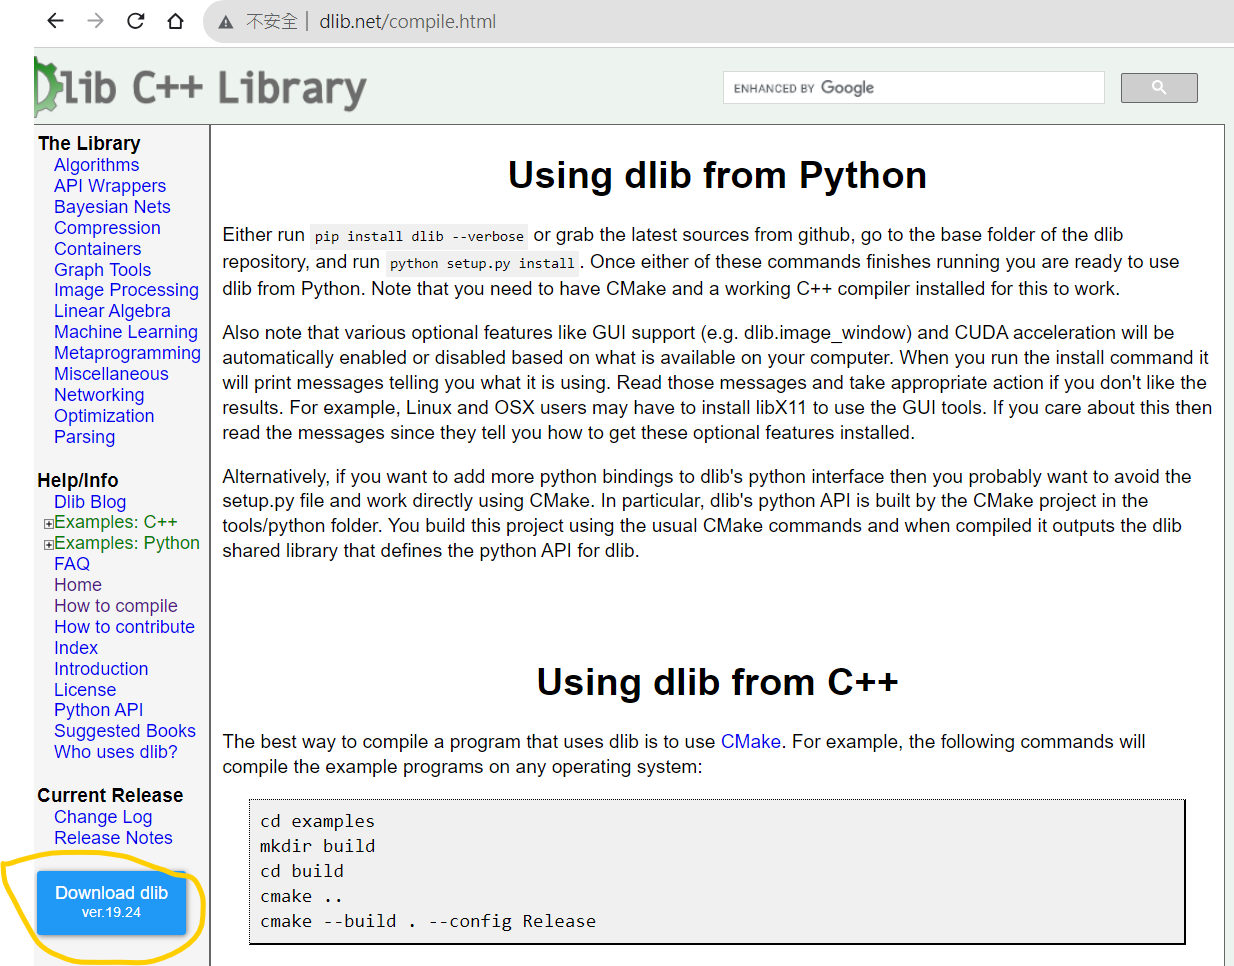 不安全 | dlib.net/compile.html
Dlib C++ Library
ENHANCED BY Google
The Library
Algorithms
API Wrappers
Bayesian Nets
Compression
Containers
Graph Tools
Image Processing
Linear Algebra
Machine Learning
Metaprogramming
Miscellaneous
Networking
Optimization
Parsing
Help/Info
Dlib Blog
Examples: C++
Examples: Python
FAQ
Home
How to compile
How to contribute
Index
Introduction
License
Python API
Suggested Books
Who uses dlib?
Current Release
Change Log
Release Notes
Download dlib
ver.19.24
Using dlib from Python
Either run pip install dlib --verbose or grab the latest sources from github, go to the base folder of the dlib
repository, and run python setup.py install. Once either of these commands finishes running you are ready to use
dlib from Python. Note that you need to have CMake and a working C++ compiler installed for this to work.
Also note that various optional features like GUI support (e.g. dlib.image_window) and CUDA acceleration will be
automatically enabled or disabled based on what is available on your computer. When you run the install command it
will print messages telling you what it is using. Read those messages and take appropriate action if you don't like the
results. For example, Linux and OSX users may have to install libX11 to use the GUI tools. If you care about this then
read the messages since they tell you how to get these optional features installed.
Alternatively, if you want to add more python bindings to dlib's python interface then you probably want to avoid the
setup.py file and work directly using CMake. In particular, dlib's python API is built by the CMake project in the
tools/python folder. You build this project using the usual CMake commands and when compiled it outputs the dlib
shared library that defines the python API for dlib.
Using dlib from C++
The best way to compile a program that uses dlib is to use CMake. For example, the following commands will
compile the example programs on any operating system:
cd examples
mkdir build
cd build
cmake ..
cmake --build . --config Release